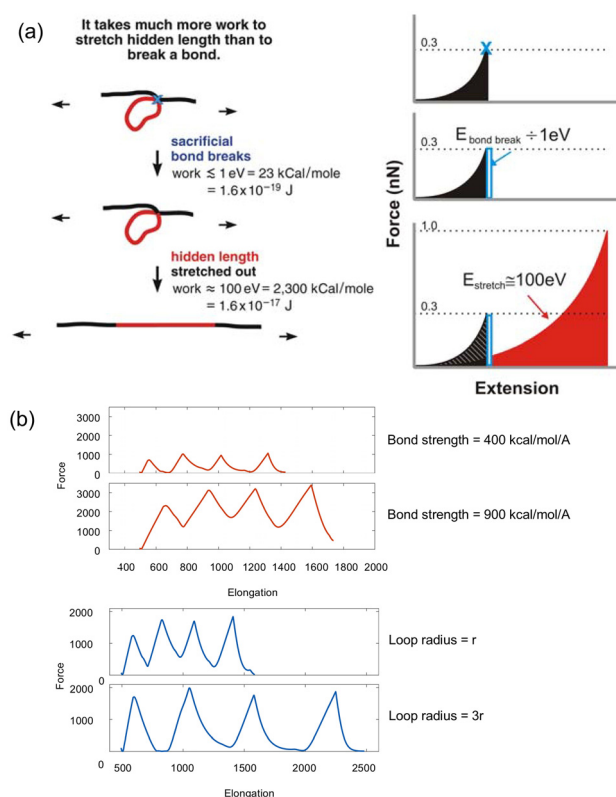 (a)
It takes much more work to
stretch hidden length than to
break a bond.
sacrificial
bond breaks
work ≲ 1 eV = 23 kCal/mole
= 1.6 x 10⁻¹⁹ J
hidden length
stretched out
work ≈ 100 eV = 2,300 kCal/mole
= 1.6 x 10⁻¹⁷ J
Force (nN)
0.3
X
0.3
E bond break ÷ 1eV
1.0
E stretch ≅ 100eV
0.3
Extension
(b)
Force
3000
2000
1000
0
Bond strength = 400 kcal/mol/A
3000
2000
1000
0
Bond strength = 900 kcal/mol/A
400 600 800 1000 1200 1400 1600 1800 2000
Elongation
Force
2000
1000
0
Loop radius = r
2000
1000
0
Loop radius = 3r
500 1000 1500 2000 2500
Elongation